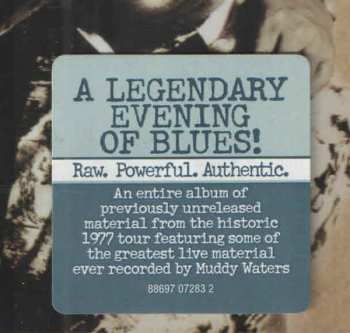 A LEGENDARY
EVENING
OF BLUES!
Raw. Powerful. Authentic.
An entire album of
previously unreleased
material from the historic
1977 tour featuring some of
the greatest live material
ever recorded by Muddy Waters
88697 07283 2